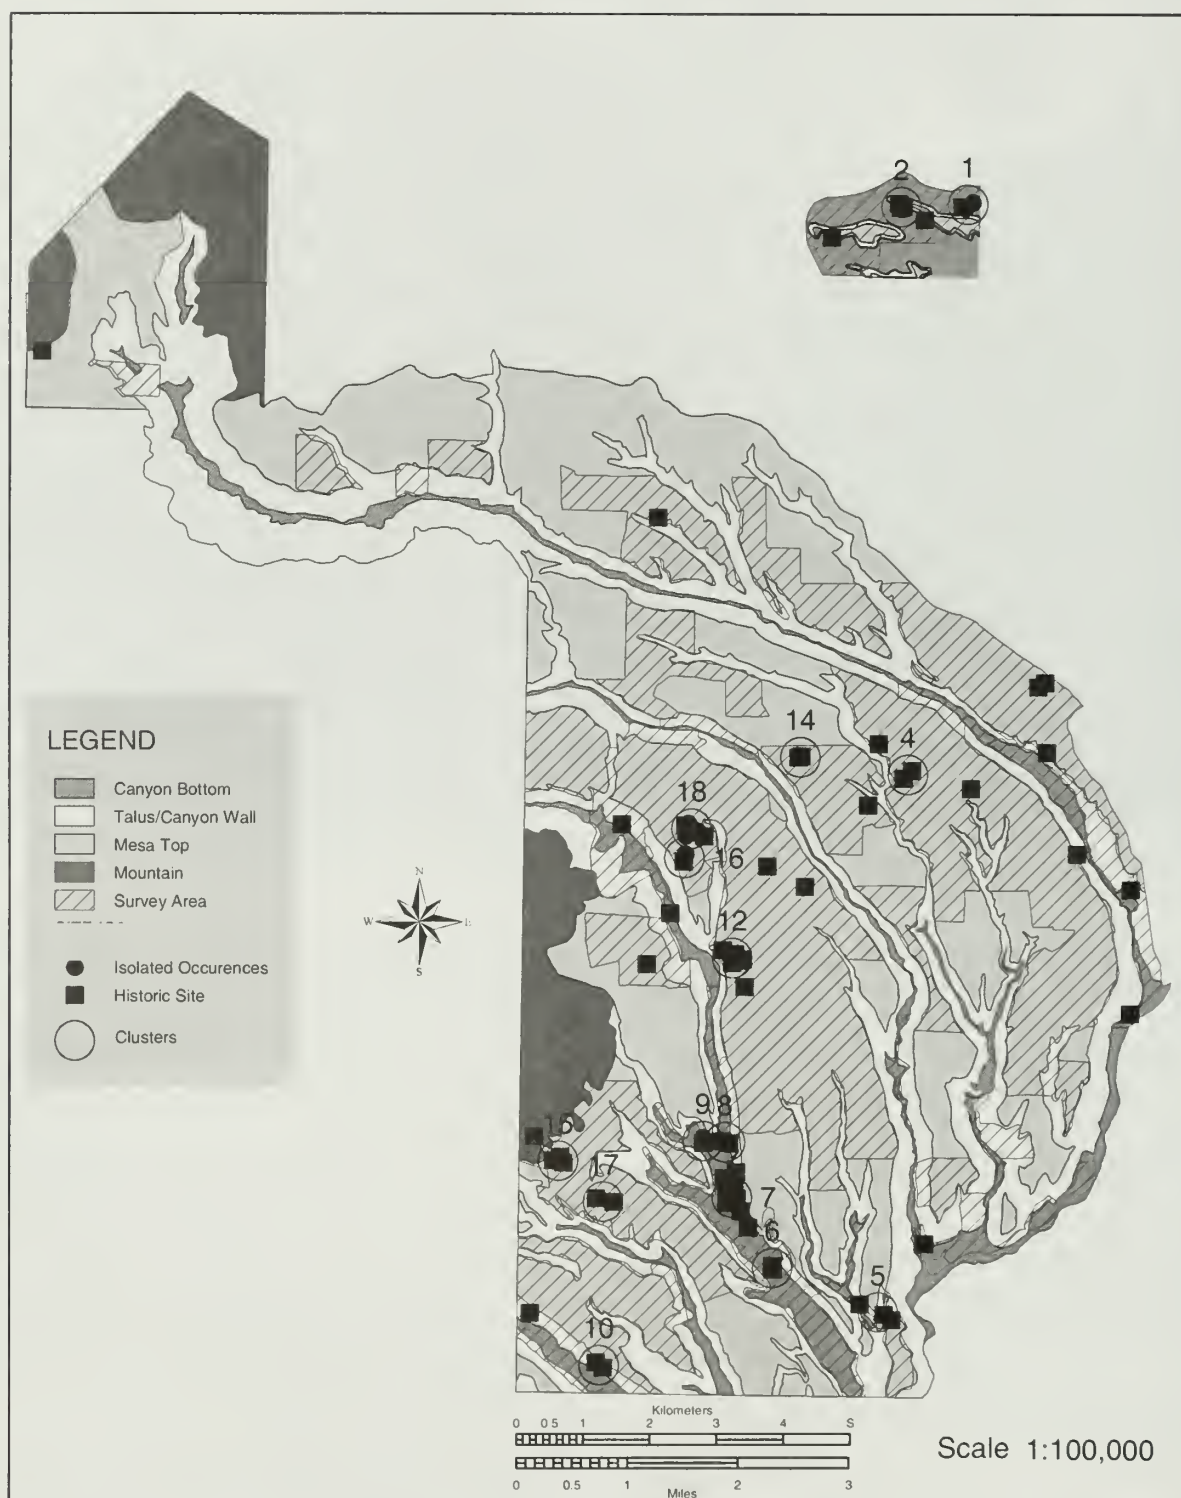 2 1
14
4
18
16
12
9 8
15
17
7
6
5
10
LEGEND
Canyon Bottom
Talus/Canyon Wall
Mesa Top
Mountain
Survey Area
Isolated Occurences
Historic Site
Clusters
N
W E
S
Kilometers
0 0 5 1 2 3 4 S
0 0.5 1 2 3
Miles
Scale 1:100,000